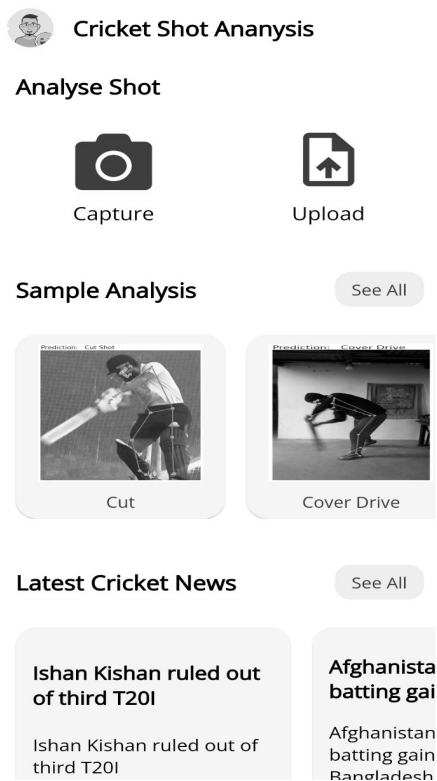 Cricket Shot Ananysis
Analyse Shot
Capture
Upload
Sample Analysis
See All
Prediction: Cut Shot
Prediction: Cover Drive
Cut
Cover Drive
Latest Cricket News
See All
Ishan Kishan ruled out
of third T20I
Ishan Kishan ruled out of
third T20I
Afghanista
batting gai
Afghanistan
batting gain
Bangladesh